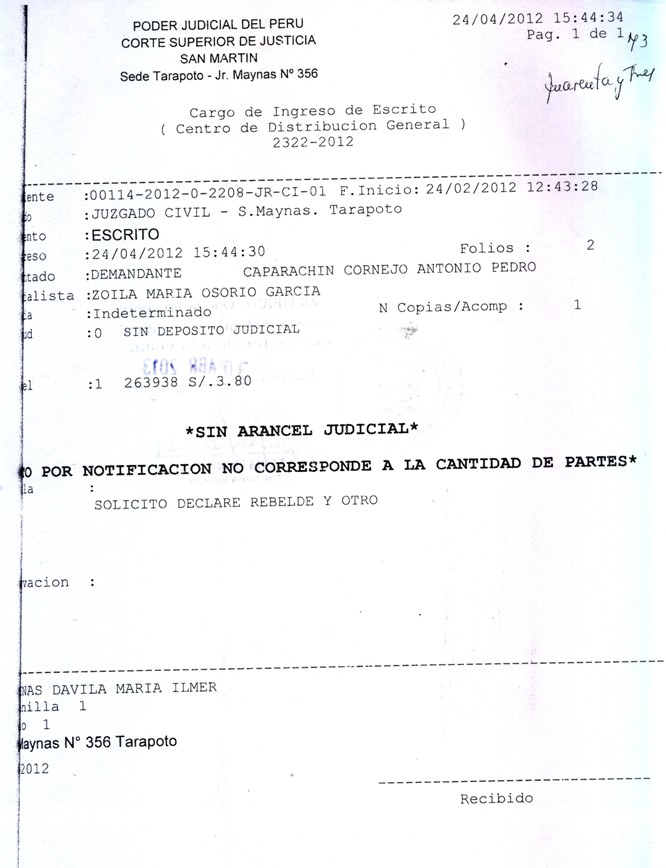 PODER JUDICIAL DEL PERU
CORTE SUPERIOR DE JUSTICIA
SAN MARTIN
Sede Tarapoto - Jr. Maynas Nº 356
24/04/2012 15:44:34
Pag. 1 de 1
43
Cuarenta y Tres
Cargo de Ingreso de Escrito
( Centro de Distribucion General )
2322-2012
ente :00114-2012-0-2208-JR-CI-01 F.Inicio: 24/02/2012 12:43:28
o :JUZGADO CIVIL - S.Maynas. Tarapoto
nto :ESCRITO
eso :24/04/2012 15:44:30 Folios : 2
tado :DEMANDANTE CAPARACHIN CORNEJO ANTONIO PEDRO
alista :ZOILA MARIA OSORIO GARCIA
a :Indeterminado N Copias/Acomp : 1
ud :0 SIN DEPOSITO JUDICIAL
ABR 2013
el :1 263938 S/.3.80
*SIN ARANCEL JUDICIAL*
O POR NOTIFICACION NO CORRESPONDE A LA CANTIDAD DE PARTES*
la :
SOLICITO DECLARE REBELDE Y OTRO
vacion :
NAS DAVILA MARIA ILMER
nilla 1
o 1
Maynas N° 356 Tarapoto
2012
Recibido